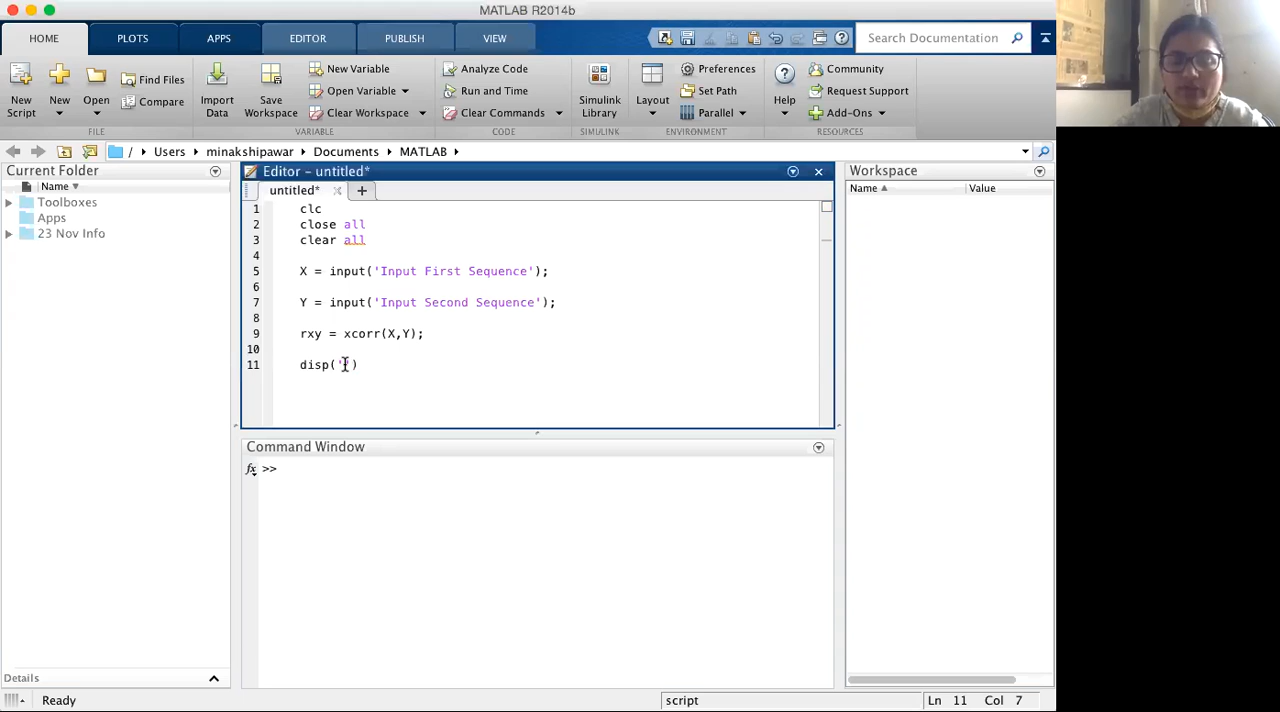 MATLAB R2014b
HOME PLOTS APPS EDITOR PUBLISH VIEW Search Documentation
New Script
New
Open
Find Files
Compare
FILE
Import Data
Save Workspace
New Variable
Open Variable
Clear Workspace
VARIABLE
Analyze Code
Run and Time
Clear Commands
CODE
Simulink Library
SIMULINK
Layout
Preferences
Set Path
Parallel
ENVIRONMENT
Help
Community
Request Support
Add-Ons
RESOURCES
/ Users minakshipawar Documents MATLAB
Current Folder
Name
Toolboxes
Apps
23 Nov Info
Details
Editor – untitled*
untitled*
1 clc
2 close all
3 clear all
4
5 X = input('Input First Sequence');
6
7 Y = input('Input Second Sequence');
8
9 rxy = xcorr(X,Y);
10
11 disp('')
Command Window
fx >>
Workspace
Name Value
Ready script Ln 11 Col 7